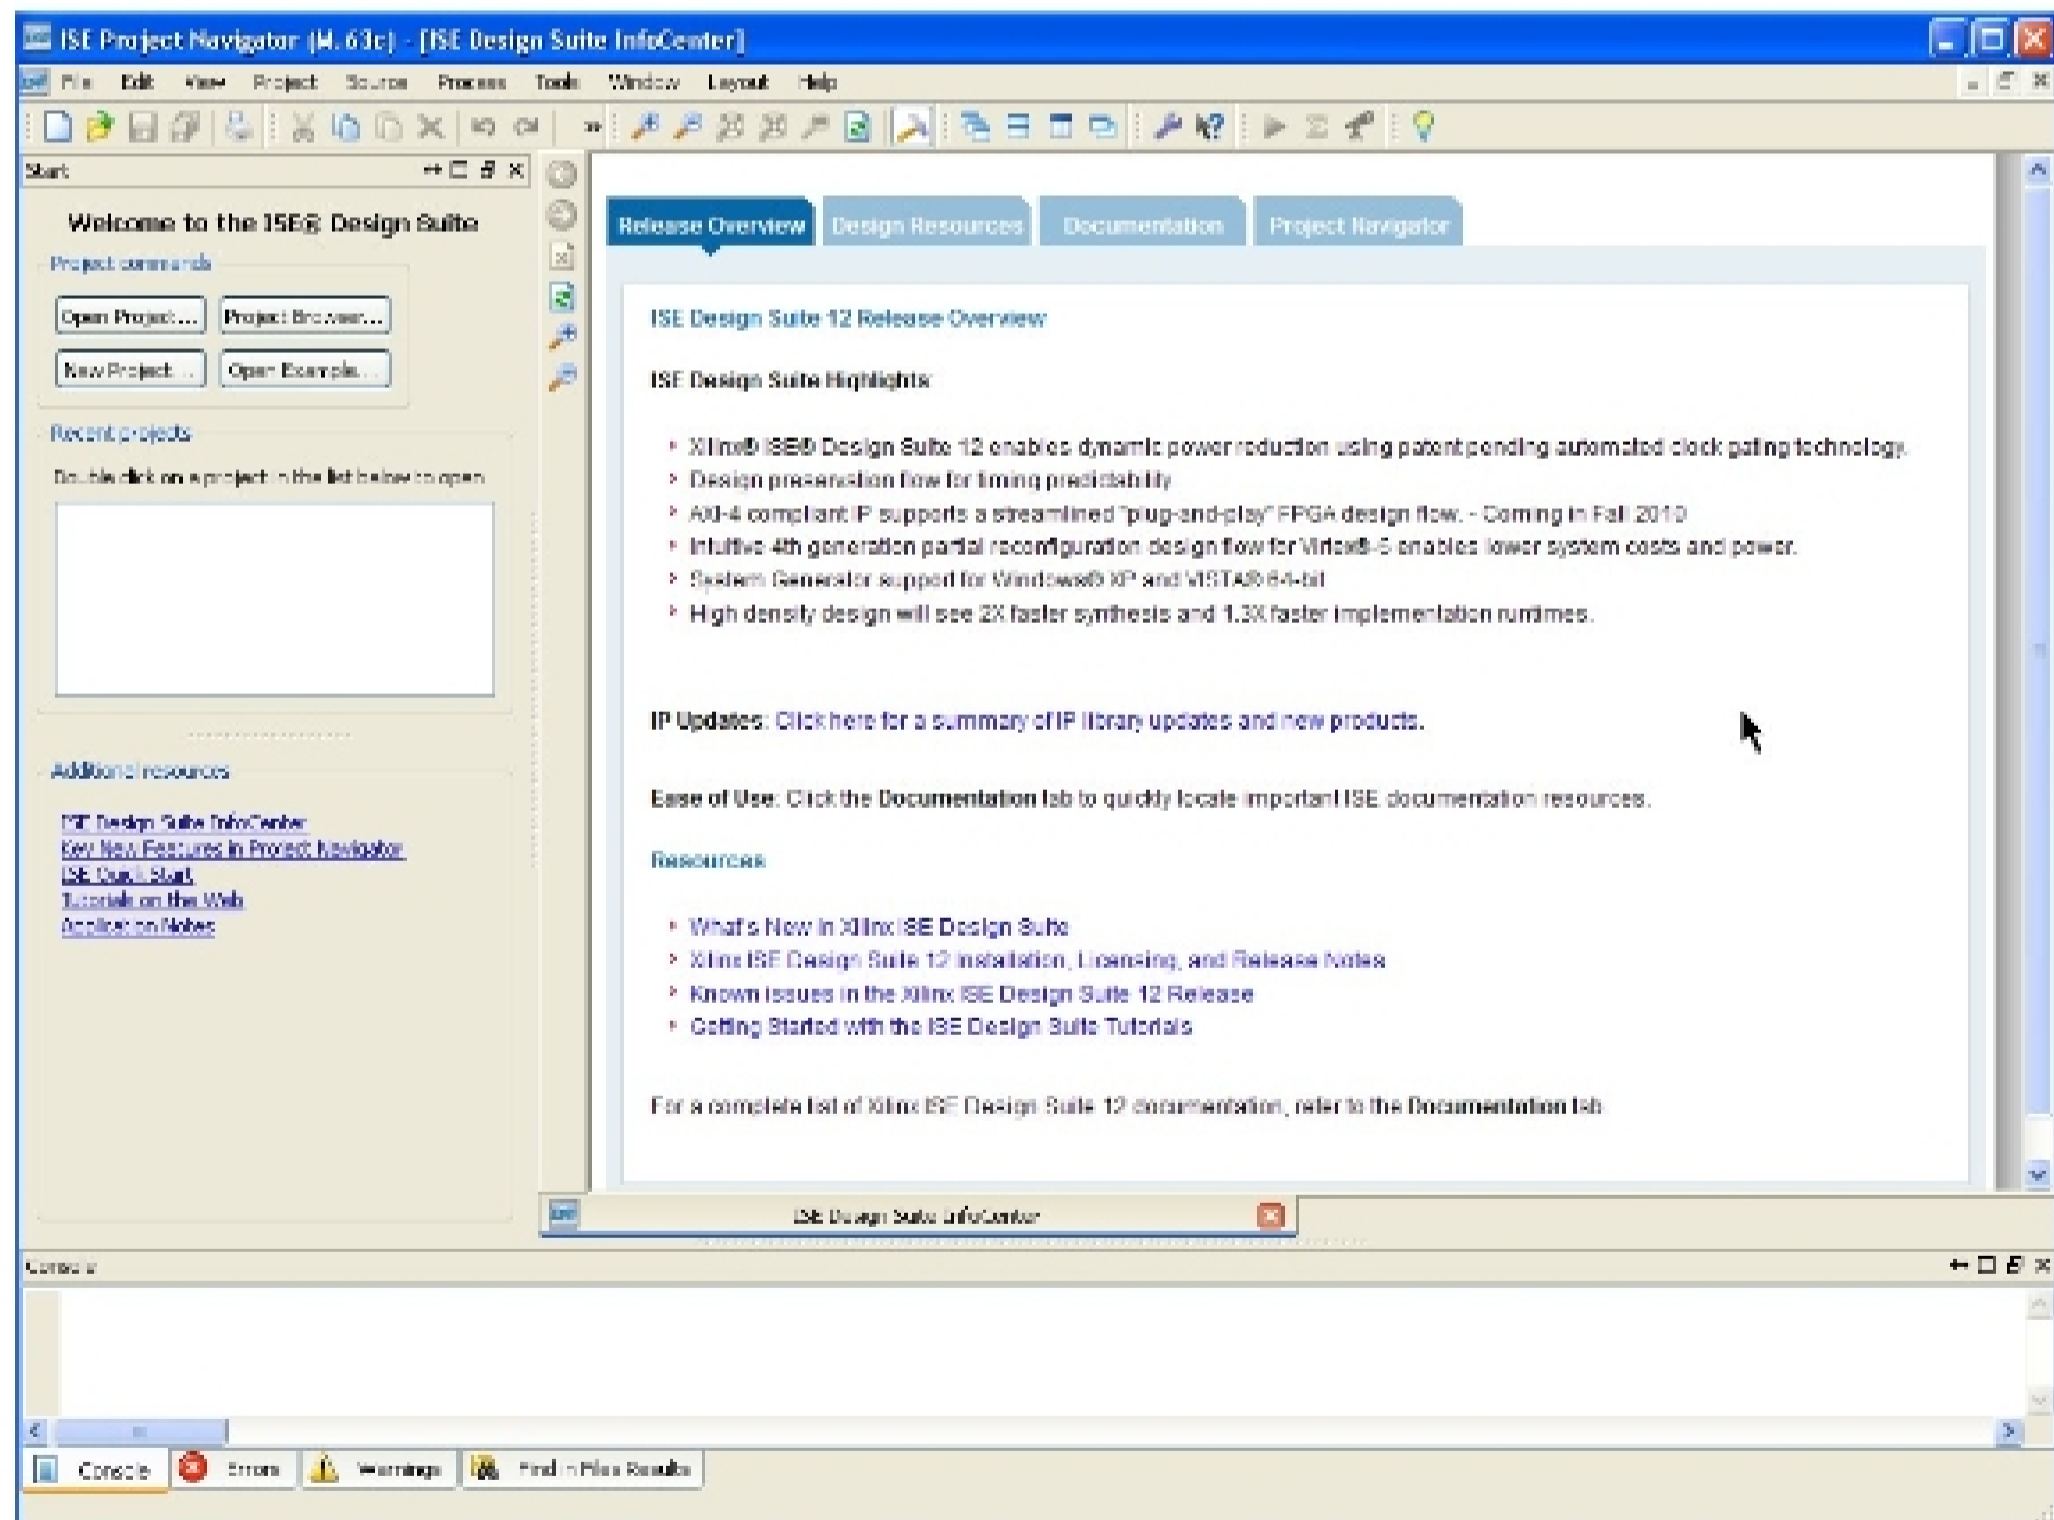 ISE Project Navigator (M.63c) - [ISE Design Suite InfoCenter]
File Edit View Project Source Process Tools Window Layout Help
Start
Welcome to the ISE® Design Suite
Project commands
Open Project... Project Browser...
New Project... Open Example...
Recent projects
Double click on a project in the list below to open
Additional resources
ISE Design Suite InfoCenter
Key New Features in Project Navigator
ISE Quick Start
Tutorials on the Web
Application Notes
Release Overview Design Resources Documentation Project Navigator
ISE Design Suite 12 Release Overview
ISE Design Suite Highlights:
Xilinx® ISE® Design Suite 12 enables dynamic power reduction using patent pending automated clock gating technology.
Design preservation flow for timing predictability
AXI-4 compliant IP supports a streamlined "plug-and-play" FPGA design flow. - Coming in Fall 2010
Intuitive 4th generation partial reconfiguration design flow for Virtex®-6 enables lower system costs and power.
System Generator support for Windows® XP and VISTA® 64-bit
High density design will see 2X faster synthesis and 1.3X faster implementation runtimes.
IP Updates: Click here for a summary of IP library updates and new products.
Ease of Use: Click the Documentation tab to quickly locate important ISE documentation resources.
Resources
What's New in Xilinx ISE Design Suite
Xilinx ISE Design Suite 12 Installation, Licensing, and Release Notes
Known issues in the Xilinx ISE Design Suite 12 Release
Getting Started with the ISE Design Suite Tutorials
For a complete list of Xilinx ISE Design Suite 12 documentation, refer to the Documentation tab
ISE Design Suite InfoCenter
Console
Console Errors Warnings Find in Files Results